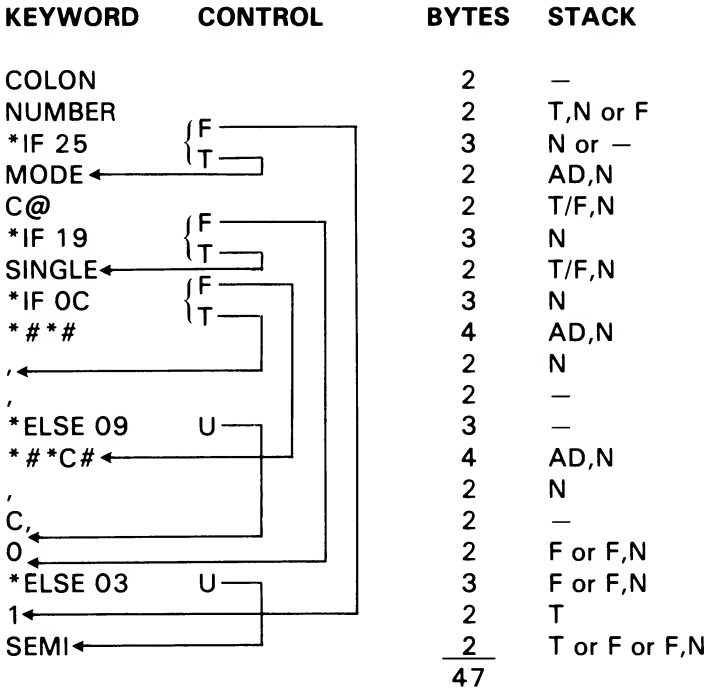 KEYWORD CONTROL BYTES STACK
COLON 2 —
NUMBER 2 T,N or F
*IF 25 F T 3 N or —
MODE 2 AD,N
C@ 2 T/F,N
*IF 19 F T 3 N
SINGLE 2 T/F,N
*IF 0C F T 3 N
*#*# 4 AD,N
, 2 N
, 2 —
*ELSE 09 U 3 —
*#*C# 4 AD,N
, 2 N
C, 2 —
0 2 F or F,N
*ELSE 03 U 3 F or F,N
1 2 T
SEMI 2 T or F or F,N
47